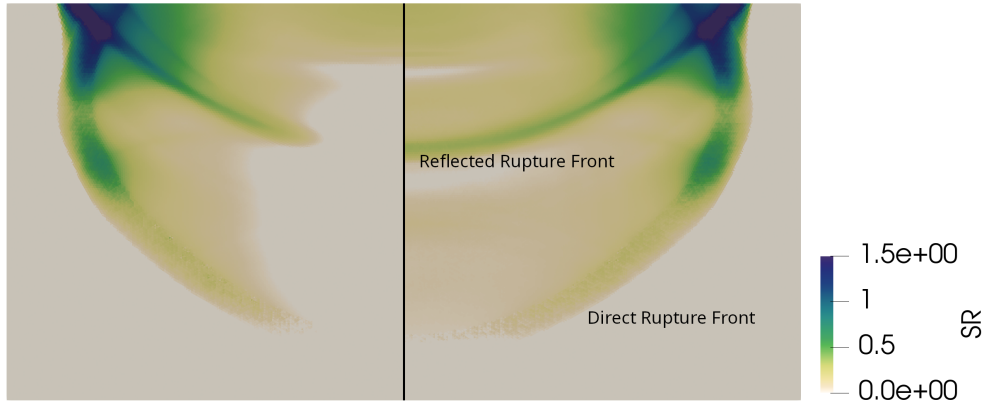 Reflected Rupture Front
Direct Rupture Front
1.5e+00
1
0.5
0.0e+00
SR